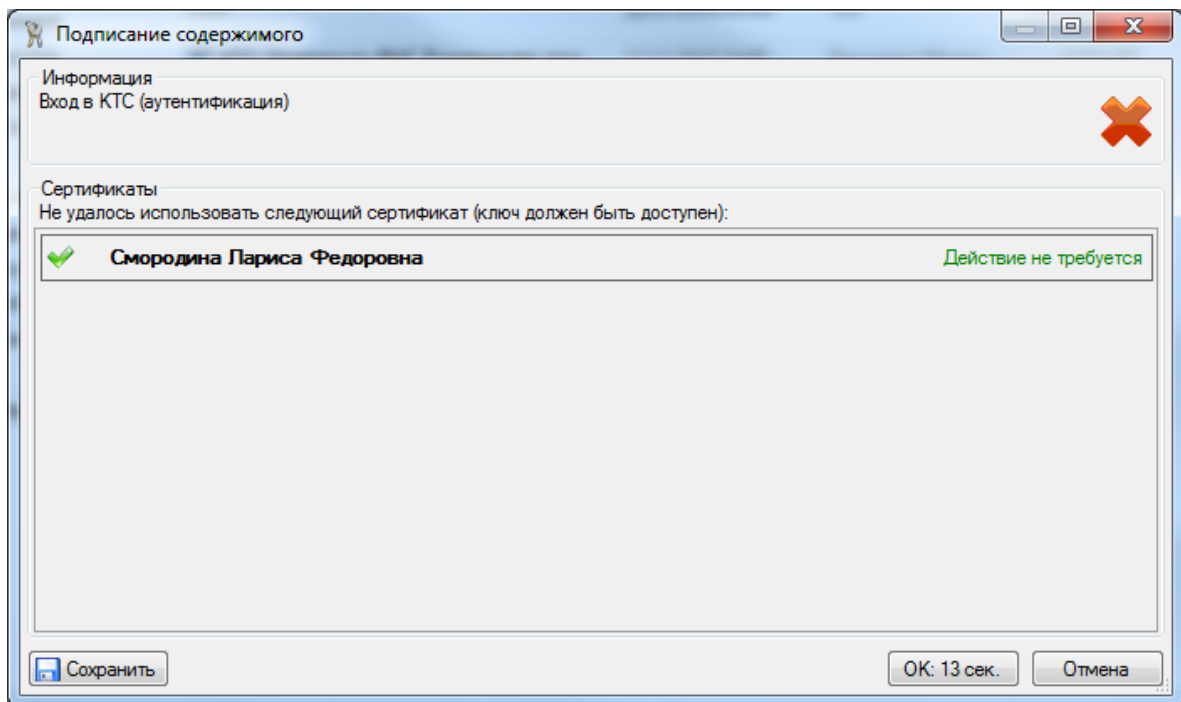 Подписание содержимого
Информация
Вход в КТС (аутентификация)
Сертификаты
Не удалось использовать следующий сертификат (ключ должен быть доступен):
Смородина Лариса Федоровна Действие не требуется
Сохранить OK: 13 сек. Отмена